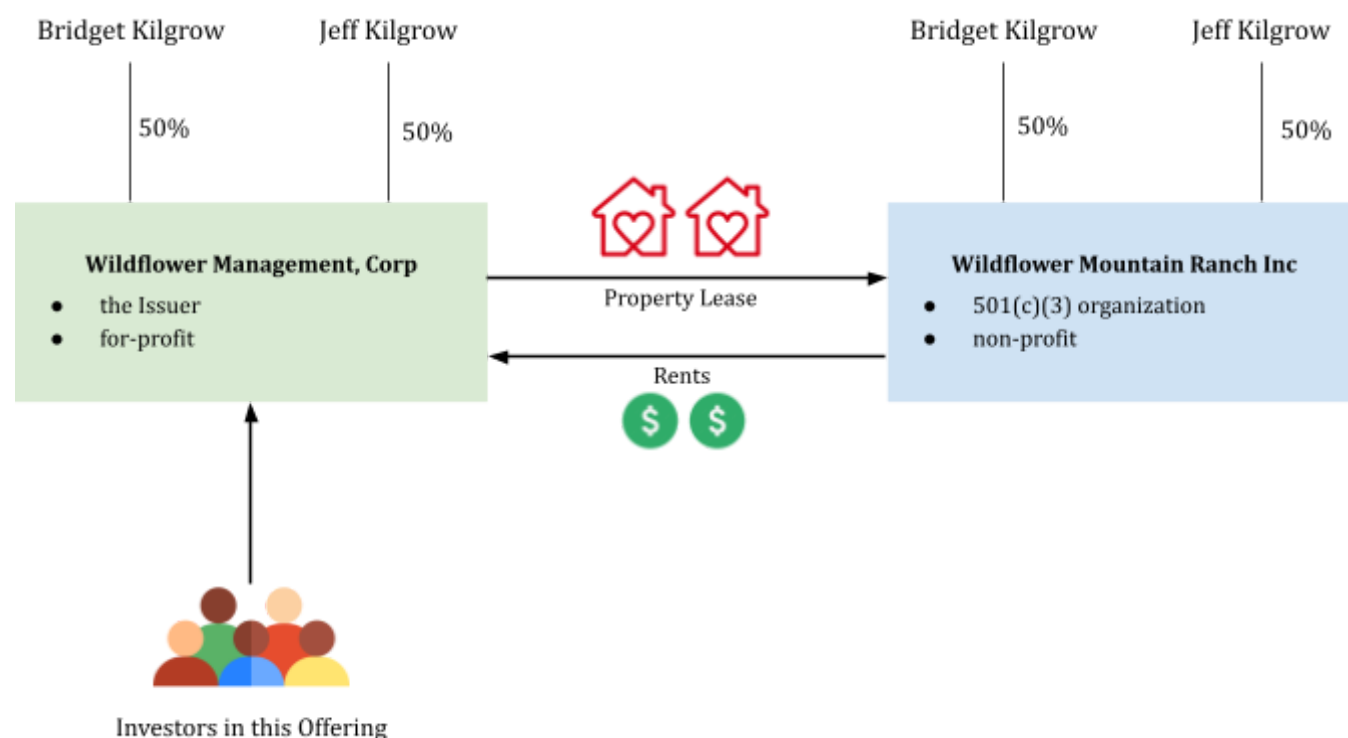 Bridget Kilgrow
Jeff Kilgrow
Bridget Kilgrow
Jeff Kilgrow
50%
50%
50%
50%
Wildflower Management, Corp
● the Issuer
● for-profit
Property Lease
Rents
$ $
Wildflower Mountain Ranch Inc
● 501(c)(3) organization
● non-profit
Investors in this Offering